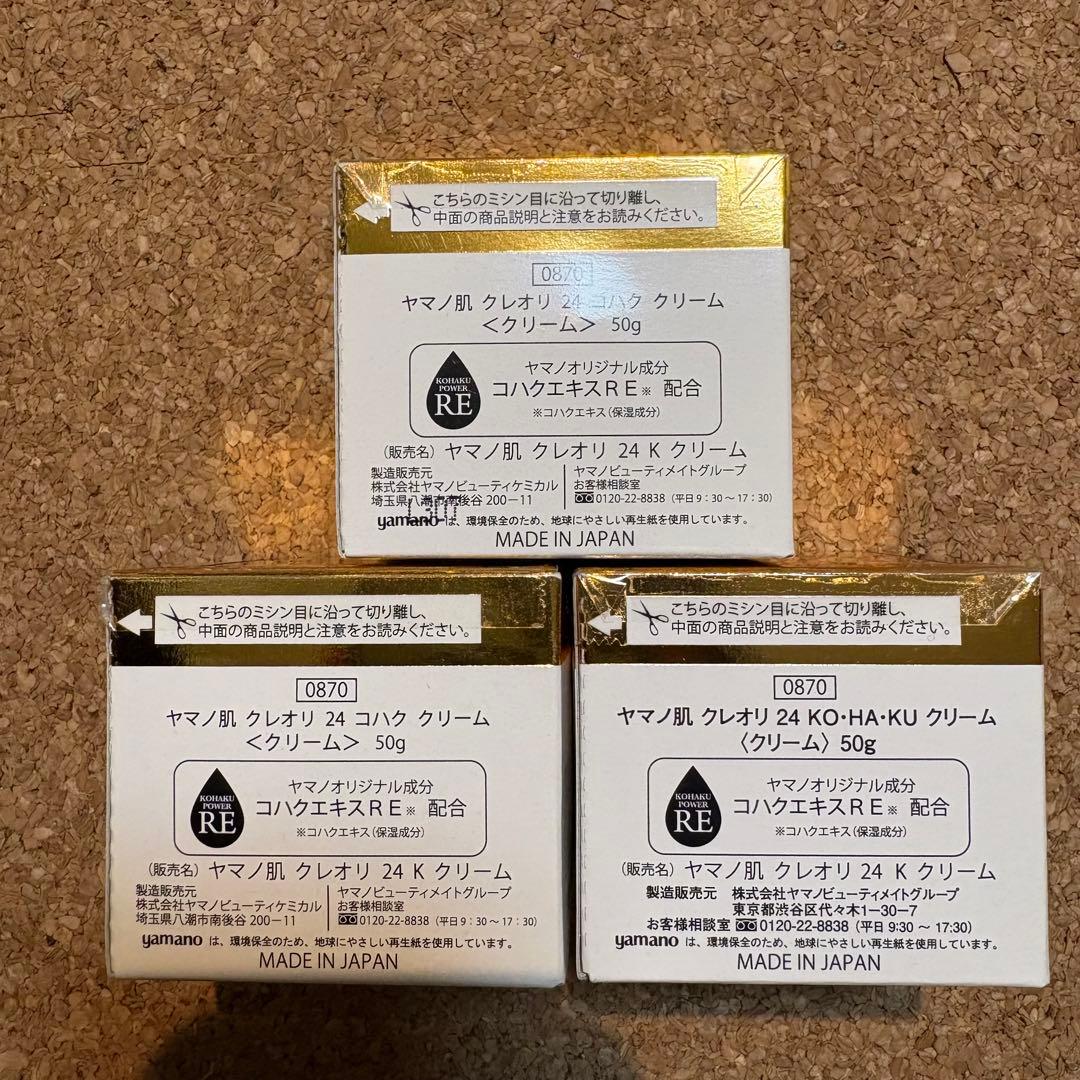 こちらのミシン目に沿って切り離し、
中面の商品説明と注意をお読みください。
0870
ヤマノ肌 クレオリ 24 コハク クリーム
＜クリーム＞ 50g
KOHAKU
POWER
RE
ヤマノオリジナル成分
コハクエキスＲＥ※ 配合
※コハクエキス（保湿成分）
（販売名）ヤマノ肌 クレオリ 24 K クリーム
製造販売元
株式会社ヤマノビューティケミカル
埼玉県八潮市南後谷 200－11
ヤマノビューティメイトグループ
お客様相談室
0120-22-8838（平日 9：30 ～ 17：30）
yamano は、環境保全のため、地球にやさしい再生紙を使用しています。
MADE IN JAPAN
こちらのミシン目に沿って切り離し、
中面の商品説明と注意をお読みください。
0870
ヤマノ肌 クレオリ 24 コハク クリーム
＜クリーム＞ 50g
KOHAKU
POWER
RE
ヤマノオリジナル成分
コハクエキスＲＥ※ 配合
※コハクエキス（保湿成分）
（販売名）ヤマノ肌 クレオリ 24 K クリーム
製造販売元
株式会社ヤマノビューティケミカル
埼玉県八潮市南後谷 200－11
ヤマノビューティメイトグループ
お客様相談室
0120-22-8838（平日 9：30 ～ 17：30）
yamano は、環境保全のため、地球にやさしい再生紙を使用しています。
MADE IN JAPAN
こちらのミシン目に沿って切り離し、
中面の商品説明と注意をお読みください。
0870
ヤマノ肌 クレオリ 24 KO・HA・KU クリーム
〈クリーム〉 50g
KOHAKU
POWER
RE
ヤマノオリジナル成分
コハクエキスＲＥ※ 配合
※コハクエキス（保湿成分）
（販売名）ヤマノ肌 クレオリ 24 K クリーム
製造販売元 株式会社ヤマノビューティメイトグループ
東京都渋谷区代々木1－30－7
お客様相談室 0120-22-8838（平日 9:30 ～ 17:30）
yamano は、環境保全のため、地球にやさしい再生紙を使用しています。
MADE IN JAPAN